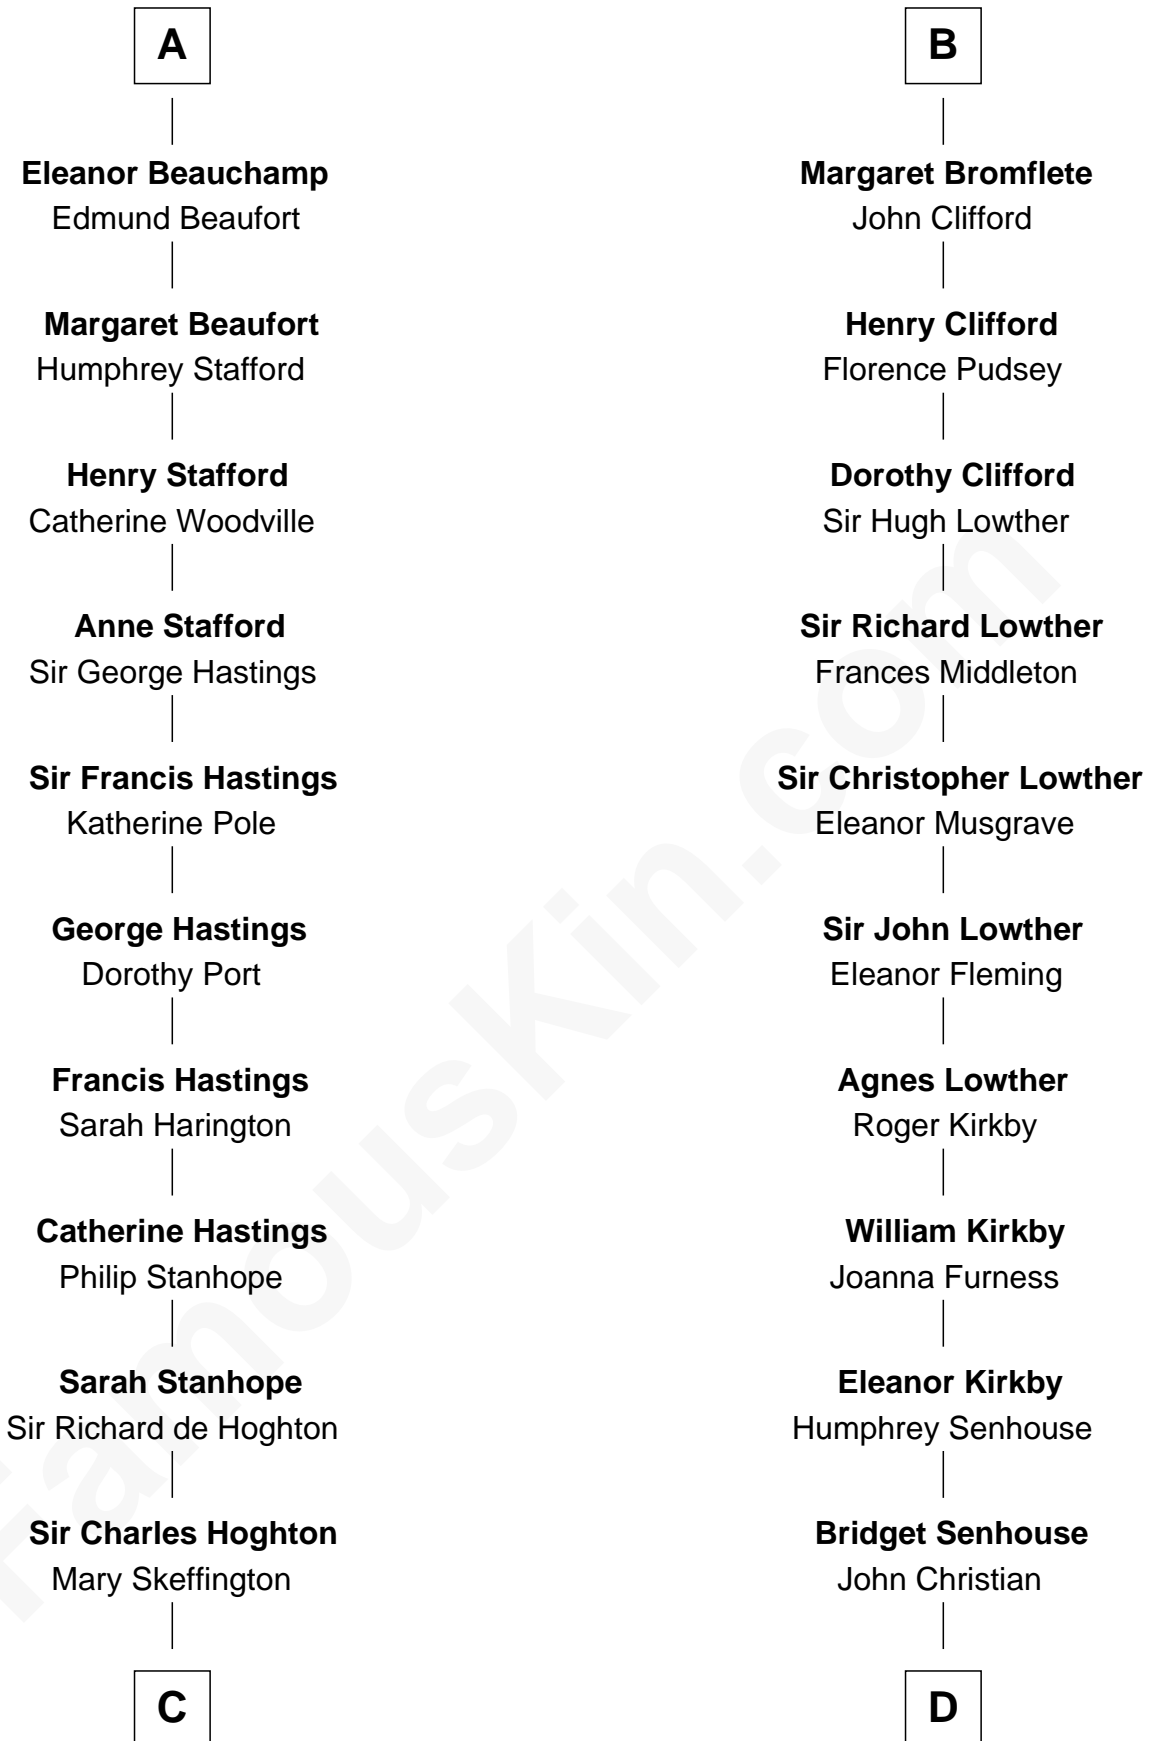 A
Eleanor Beauchamp
Edmund Beaufort
Margaret Beaufort
Humphrey Stafford
Henry Stafford
Catherine Woodville
Anne Stafford
Sir George Hastings
Sir Francis Hastings
Katherine Pole
George Hastings
Dorothy Port
Francis Hastings
Sarah Harington
Catherine Hastings
Philip Stanhope
Sarah Stanhope
Sir Richard de Hoghton
Sir Charles Hoghton
Mary Skeffington
C
B
Margaret Bromflete
John Clifford
Henry Clifford
Florence Pudsey
Dorothy Clifford
Sir Hugh Lowther
Sir Richard Lowther
Frances Middleton
Sir Christopher Lowther
Eleanor Musgrave
Sir John Lowther
Eleanor Fleming
Agnes Lowther
Roger Kirkby
William Kirkby
Joanna Furness
Eleanor Kirkby
Humphrey Senhouse
Bridget Senhouse
John Christian
D
FamousKin.com